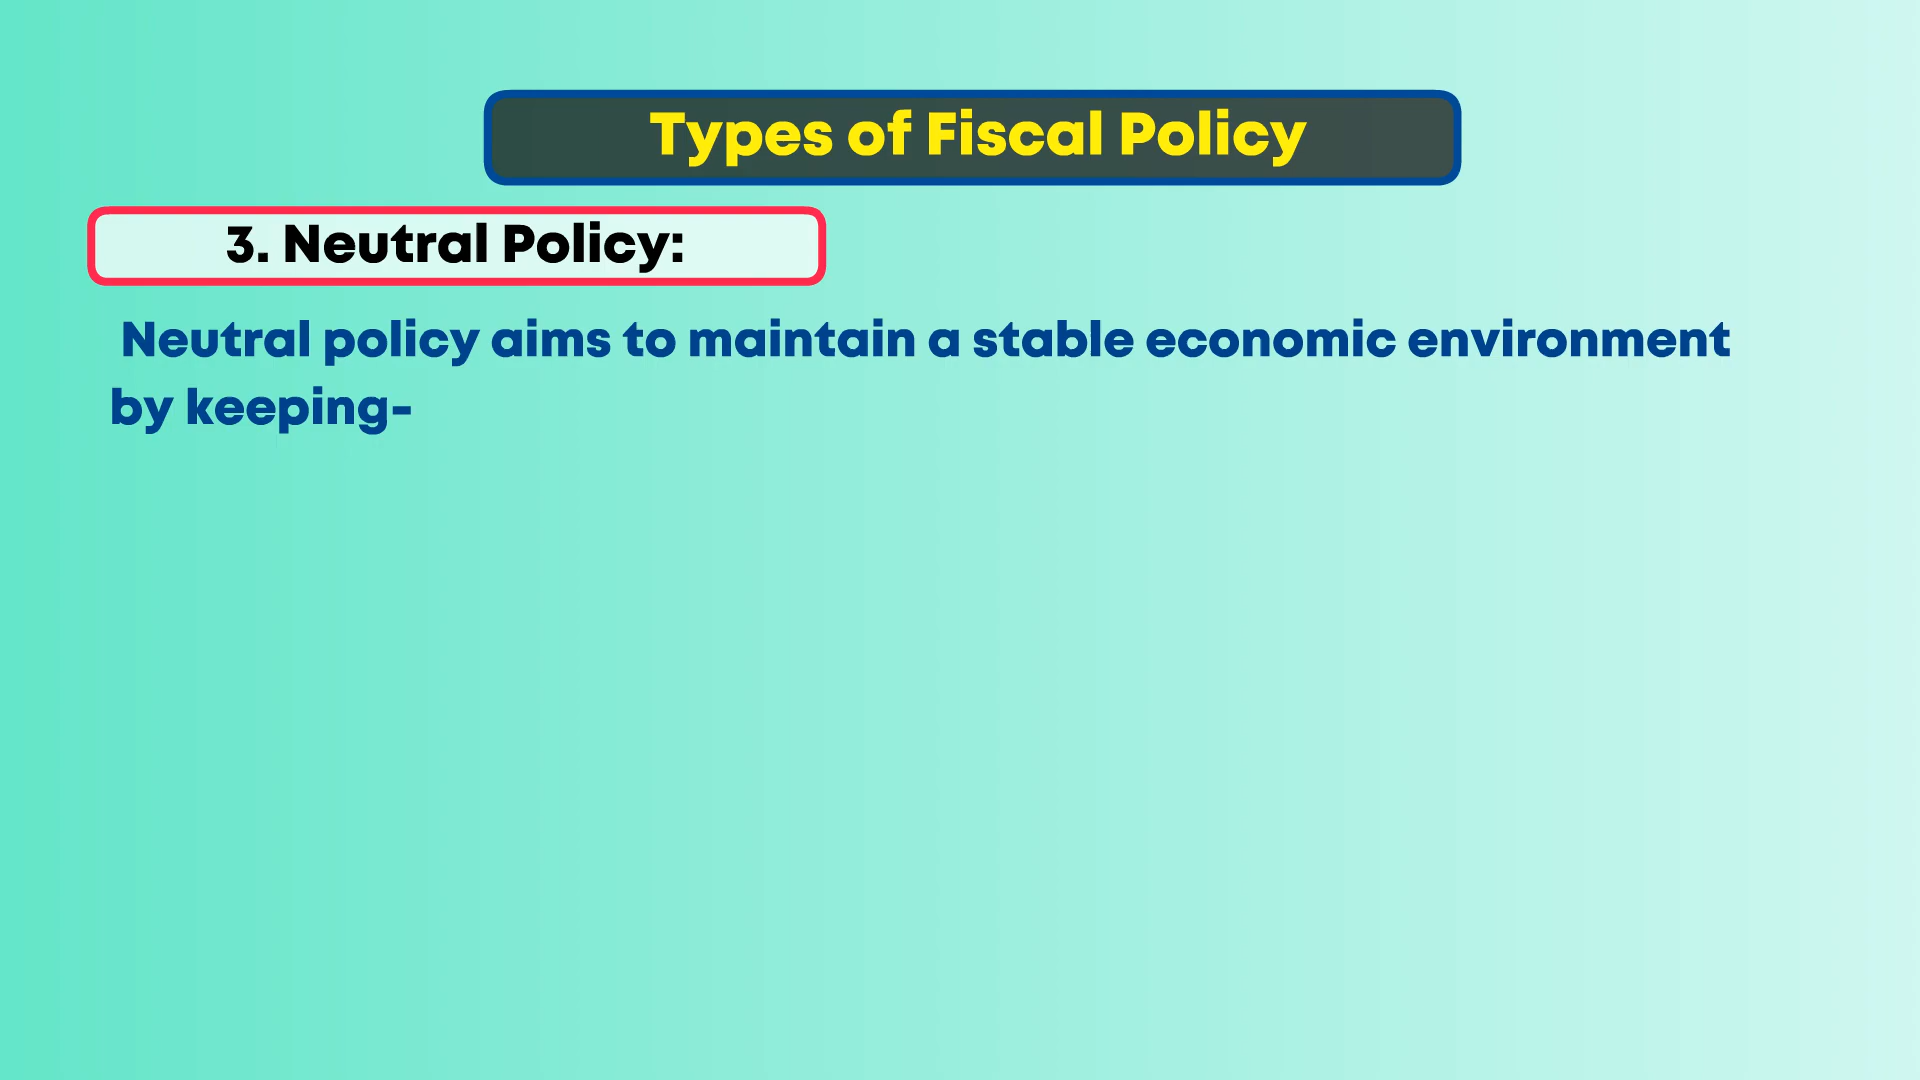 Types of Fiscal Policy
3. Neutral Policy:
Neutral policy aims to maintain a stable economic environment
by keeping-